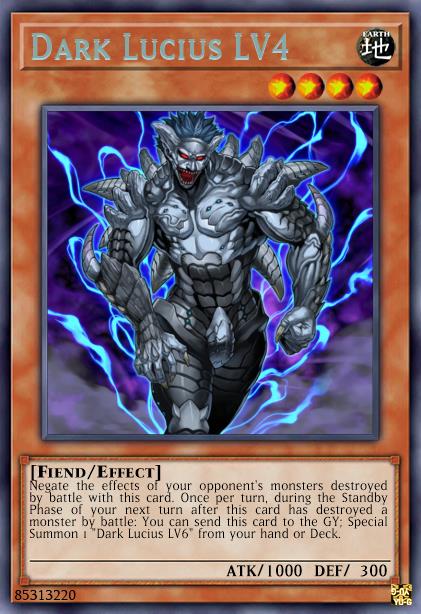 DARK LUCIUS LV4
EARTH
地
[FIEND/EFFECT]
Negate the effects of your opponent's monsters destroyed
by battle with this card. Once per turn, during the Standby
Phase of your next turn after this card has destroyed a
monster by battle: You can send this card to the GY; Special
Summon 1 "Dark Lucius LV6" from your hand or Deck.
ATK/1000 DEF/ 300
85313220